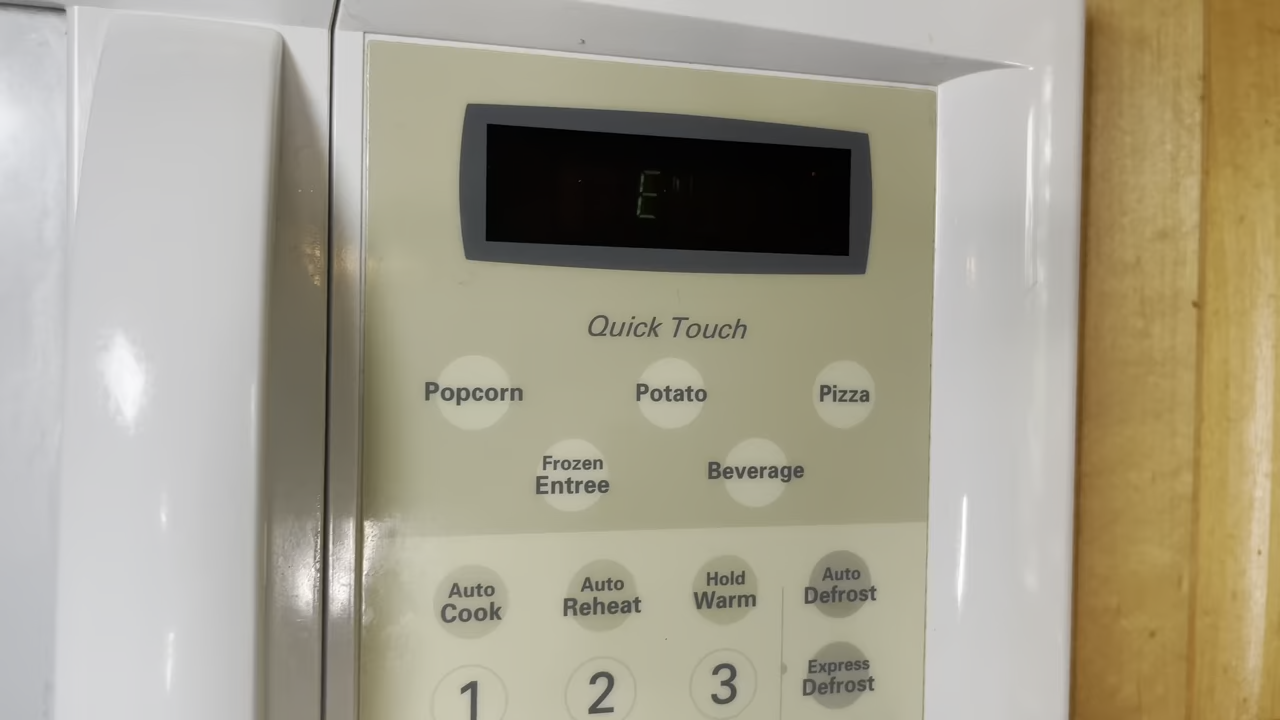 E
Quick Touch
Popcorn
Potato
Pizza
Frozen
Entree
Beverage
Auto
Cook
Auto
Reheat
Hold
Warm
Auto
Defrost
1
2
3
Express
Defrost